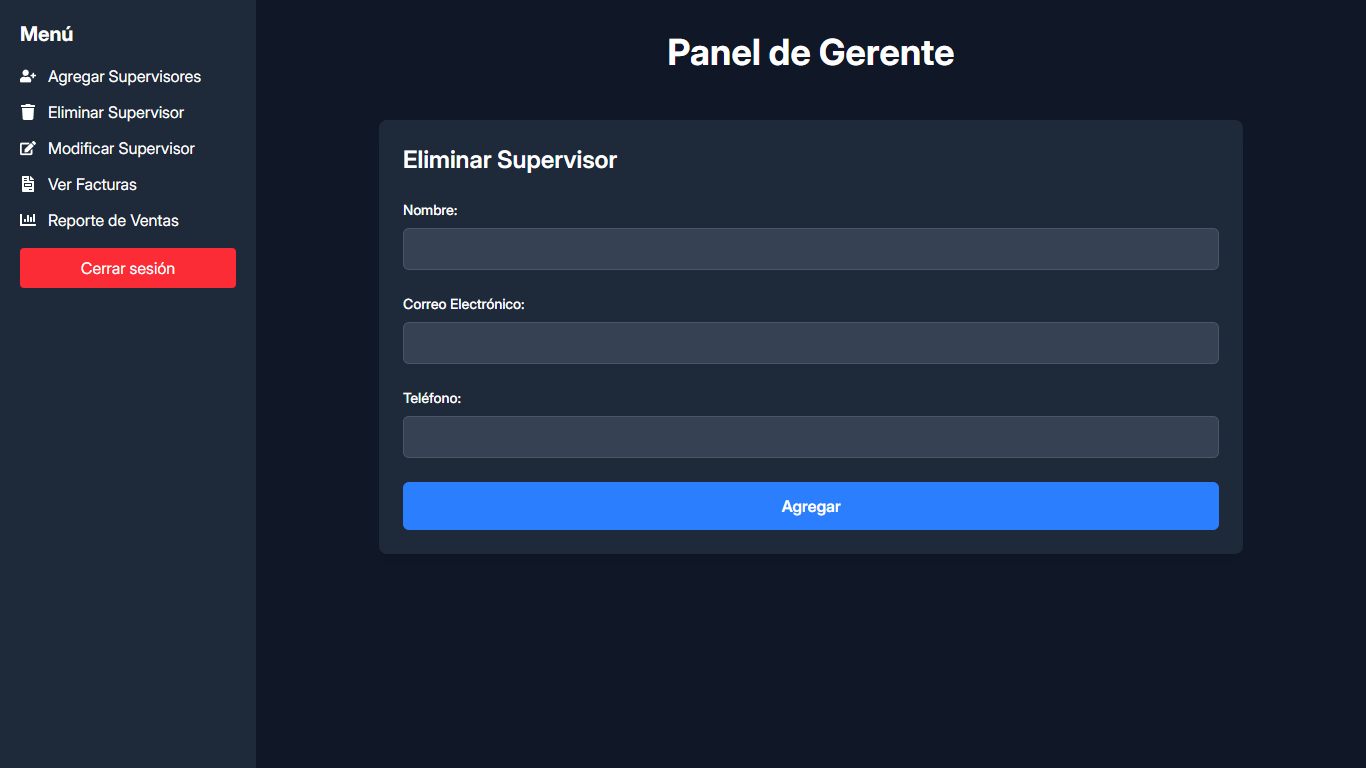 Menú
Agregar Supervisores
Eliminar Supervisor
Modificar Supervisor
Ver Facturas
Reporte de Ventas
Cerrar sesión
Panel de Gerente
Eliminar Supervisor
Nombre:
Correo Electrónico:
Teléfono:
Agregar